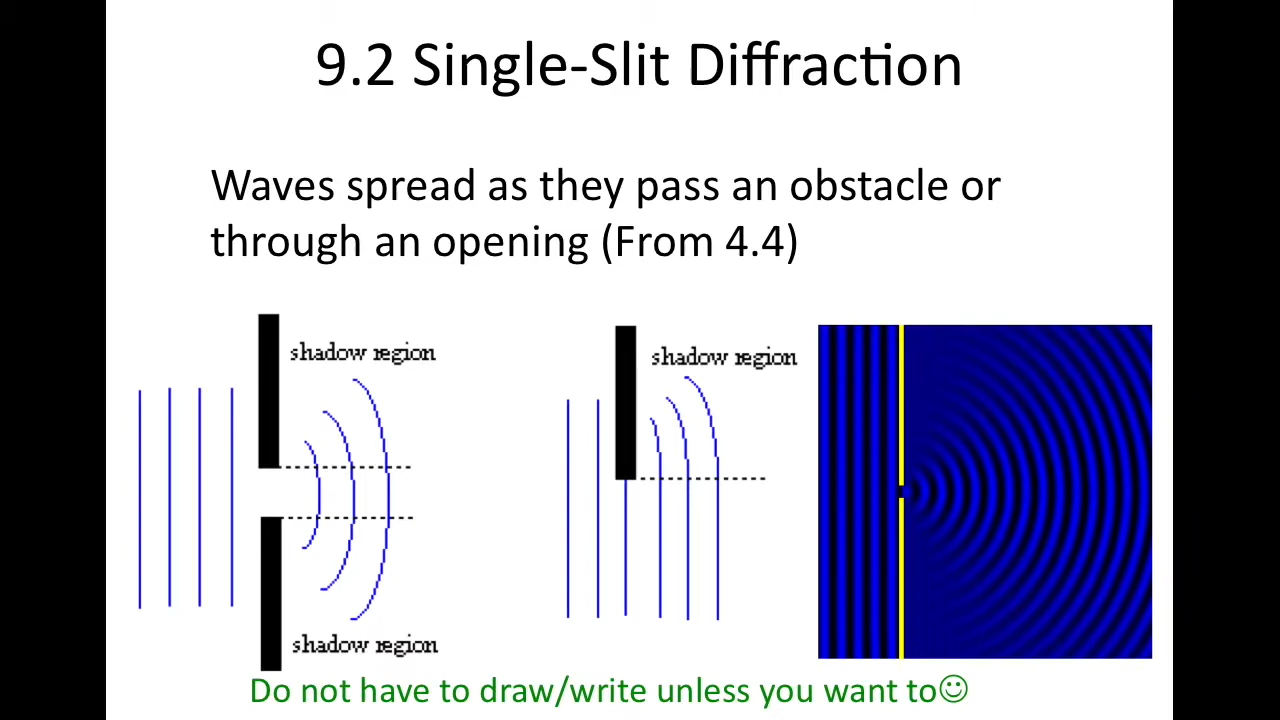 9.2 Single-Slit Diffraction
Waves spread as they pass an obstacle or
through an opening (From 4.4)
shadow region
shadow region
shadow region
Do not have to draw/write unless you want to☺